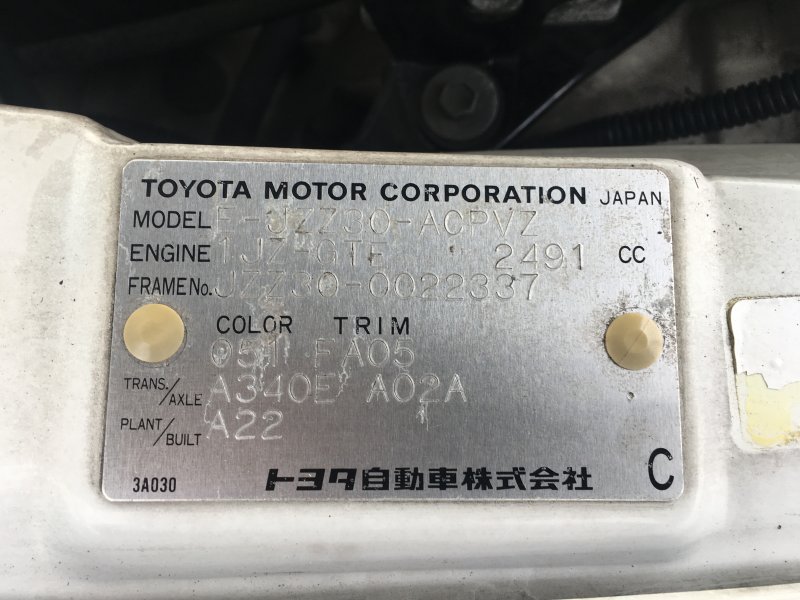 TOYOTA MOTOR CORPORATION JAPAN
MODEL E-JZZ30-ACPVZ
ENGINE 1JZ-GTE 2491 CC
FRAME No. JZZ30-0022337
COLOR TRIM
051 FA05
TRANS./AXLE A340E A02A
PLANT/BUILT A22
3A030 トヨタ自動車株式会社 C